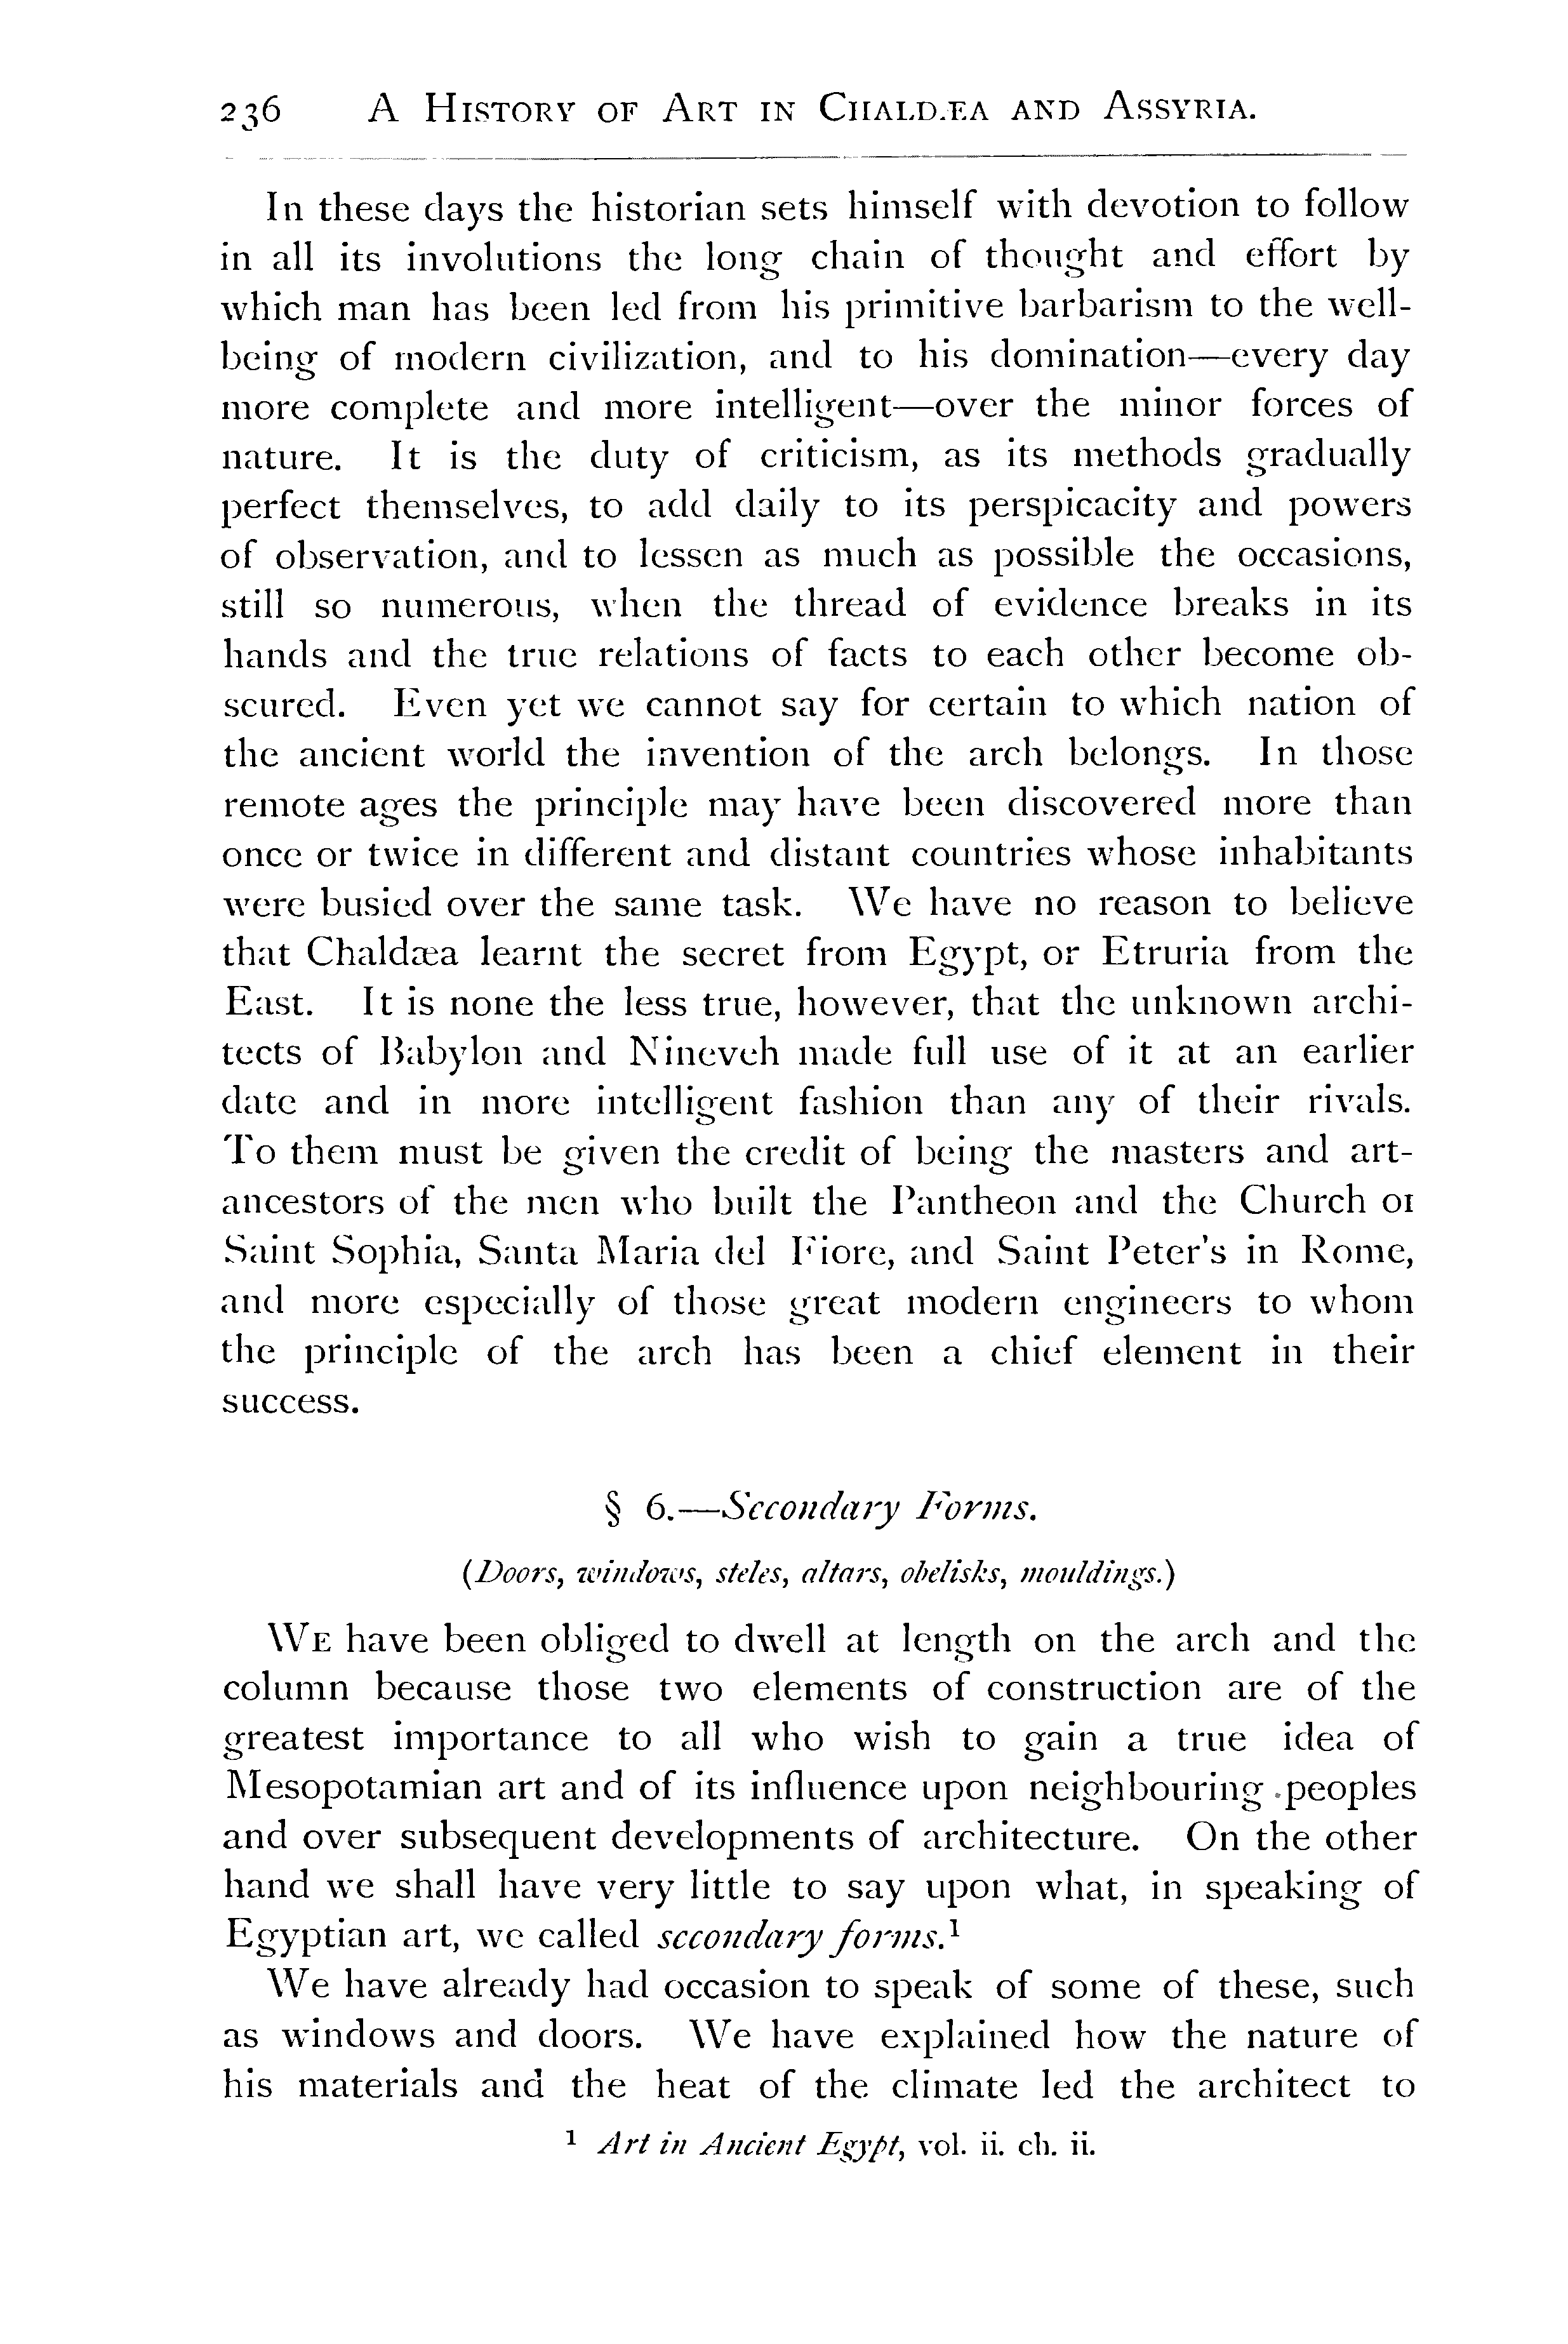 236 A History of Art in Chaldæa and Assyria.
In these days the historian sets himself with devotion to follow
in all its involutions the long chain of thought and effort by
which man has been led from his primitive barbarism to the well-
being of modern civilization, and to his domination—every day
more complete and more intelligent—over the minor forces of
nature. It is the duty of criticism, as its methods gradually
perfect themselves, to add daily to its perspicacity and powers
of observation, and to lessen as much as possible the occasions,
still so numerous, when the thread of evidence breaks in its
hands and the true relations of facts to each other become ob-
scured. Even yet we cannot say for certain to which nation of
the ancient world the invention of the arch belongs. In those
remote ages the principle may have been discovered more than
once or twice in different and distant countries whose inhabitants
were busied over the same task. We have no reason to believe
that Chaldæa learnt the secret from Egypt, or Etruria from the
East. It is none the less true, however, that the unknown archi-
tects of Babylon and Nineveh made full use of it at an earlier
date and in more intelligent fashion than any of their rivals.
To them must be given the credit of being the masters and art-
ancestors of the men who built the Pantheon and the Church of
Saint Sophia, Santa Maria del Fiore, and Saint Peter's in Rome,
and more especially of those great modern engineers to whom
the principle of the arch has been a chief element in their
success.
§ 6.—Secondary Forms.
(Doors, windows, steles, altars, obelisks, mouldings.)
We have been obliged to dwell at length on the arch and the
column because those two elements of construction are of the
greatest importance to all who wish to gain a true idea of
Mesopotamian art and of its influence upon neighbouring peoples
and over subsequent developments of architecture. On the other
hand we shall have very little to say upon what, in speaking of
Egyptian art, we called secondary forms.¹
We have already had occasion to speak of some of these, such
as windows and doors. We have explained how the nature of
his materials and the heat of the climate led the architect to
¹ Art in Ancient Egypt, vol. ii. ch. ii.